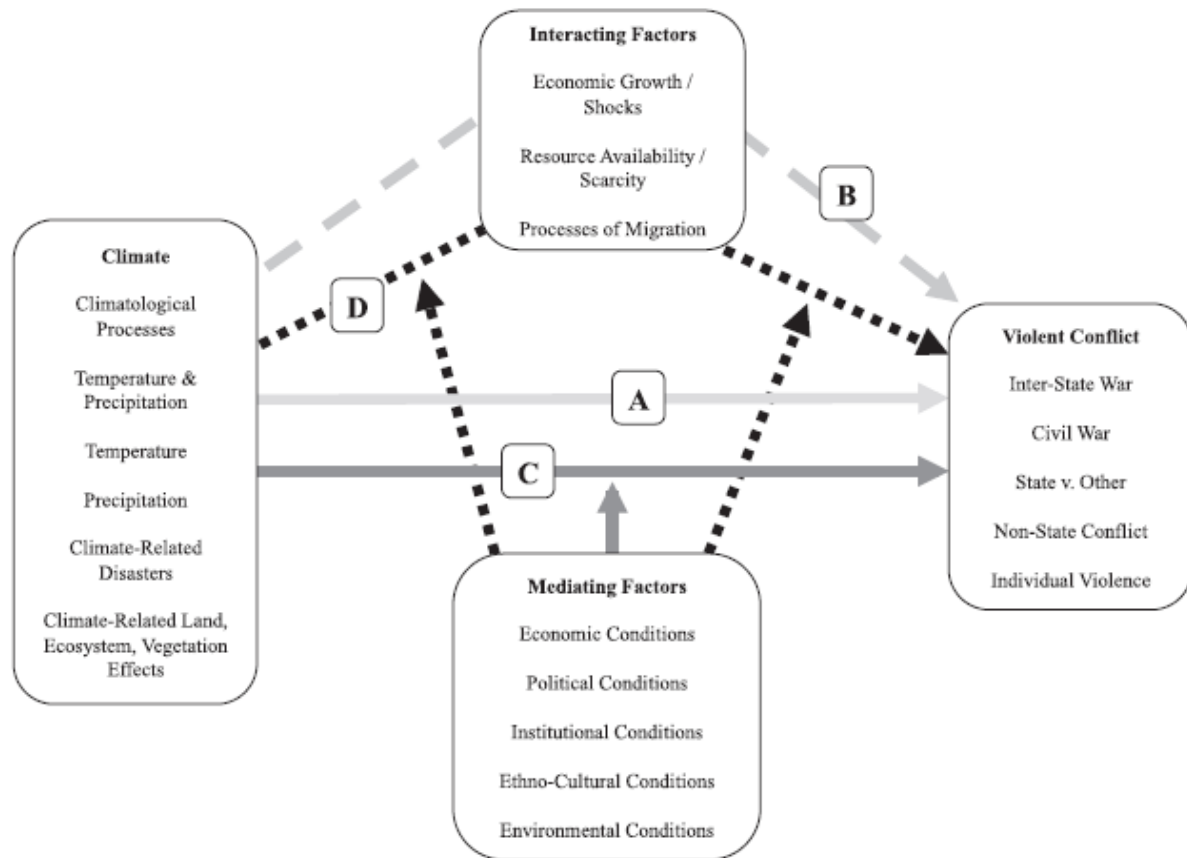 Interacting Factors
Economic Growth /
Shocks
Resource Availability /
Scarcity
Processes of Migration
B
Climate
Climatological
Processes
Temperature &
Precipitation
Temperature
Precipitation
Climate-Related
Disasters
Climate-Related Land,
Ecosystem, Vegetation
Effects
D
A
C
Violent Conflict
Inter-State War
Civil War
State v. Other
Non-State Conflict
Individual Violence
Mediating Factors
Economic Conditions
Political Conditions
Institutional Conditions
Ethno-Cultural Conditions
Environmental Conditions